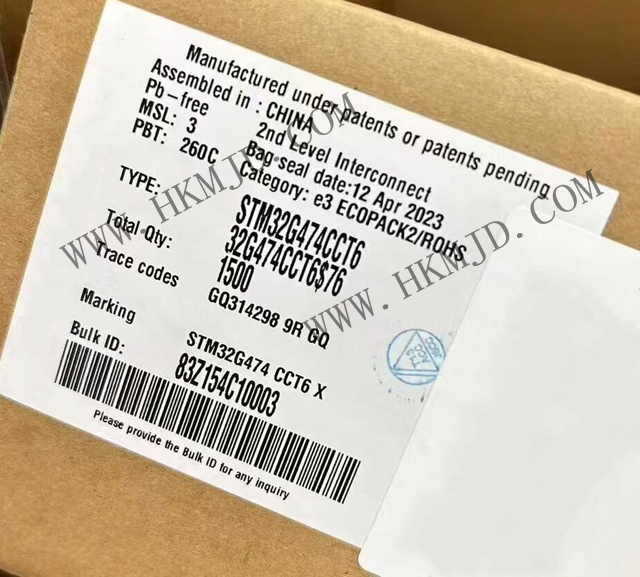 Manufactured under patents or patents pending
Assembled in : CHINA
Pb-free 2nd Level Interconnect
MSL: 3 Bag seal date:12 Apr 2023
PBT: 260C Category: e3 ECOPACK2/ROHS
TYPE: STM32G474CCT6
32G474CCT6$76
Total Qty: 1500
Trace codes GQ314298 9R GQ
Marking STM32G474 CCT6 X
Bulk ID: 83Z154C10003
Please provide the Bulk ID for any inquiry
WWW.HKMJD.COM
WWW.HKMJD.COM